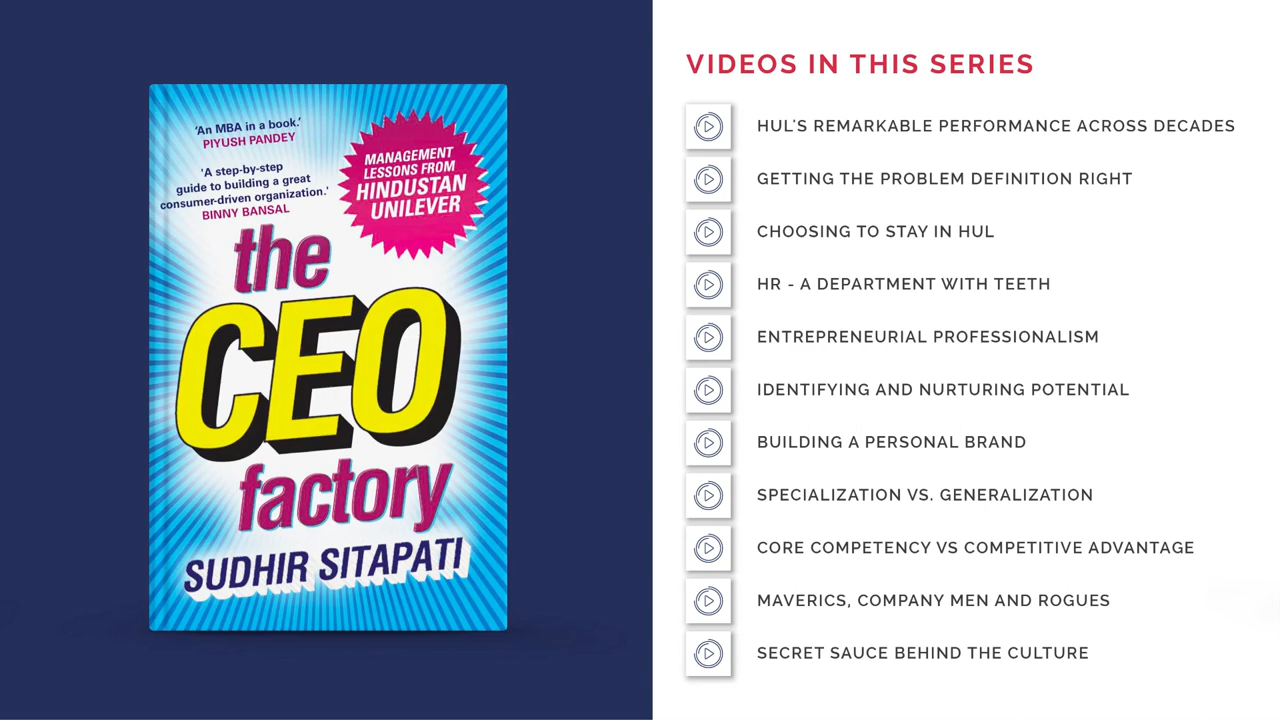 'An MBA in a book.'
PIYUSH PANDEY
'A step-by-step
guide to building a great
consumer-driven organization.'
BINNY BANSAL
MANAGEMENT
LESSONS FROM
HINDUSTAN
UNILEVER
the
CEO
factory
SUDHIR SITAPATI
VIDEOS IN THIS SERIES
HUL'S REMARKABLE PERFORMANCE ACROSS DECADES
GETTING THE PROBLEM DEFINITION RIGHT
CHOOSING TO STAY IN HUL
HR - A DEPARTMENT WITH TEETH
ENTREPRENEURIAL PROFESSIONALISM
IDENTIFYING AND NURTURING POTENTIAL
BUILDING A PERSONAL BRAND
SPECIALIZATION VS. GENERALIZATION
CORE COMPETENCY VS COMPETITIVE ADVANTAGE
MAVERICS, COMPANY MEN AND ROGUES
SECRET SAUCE BEHIND THE CULTURE